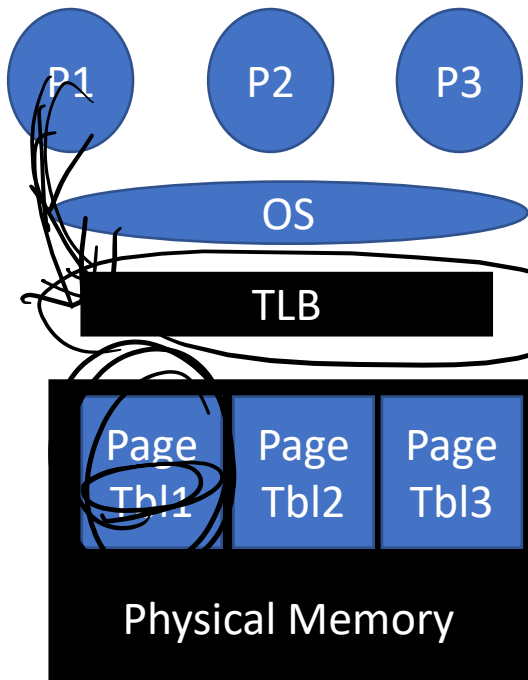 P1 P2 P3
OS
TLB
Page Page Page
Tbl1 Tbl2 Tbl3
Physical Memory